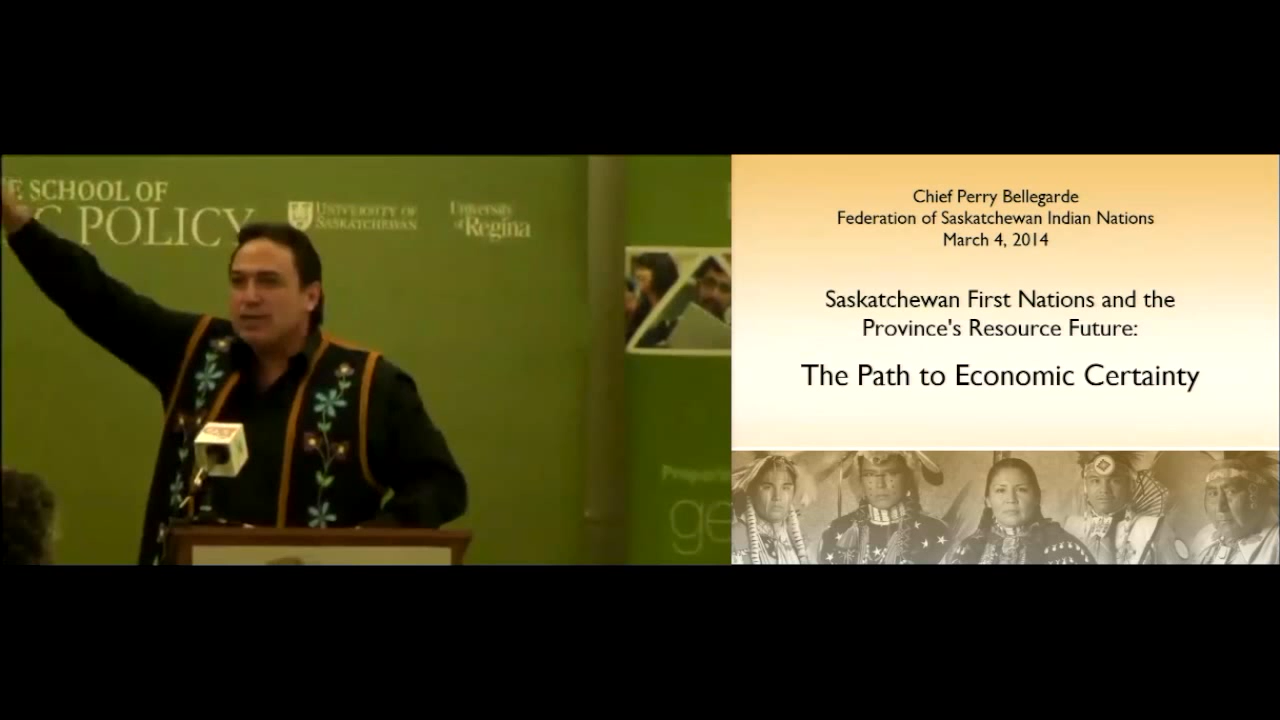 E SCHOOL OF
POLICY
UNIVERSITY OF
SASKATCHEWAN
University
of Regina
Chief Perry Bellegarde
Federation of Saskatchewan Indian Nations
March 4, 2014
Saskatchewan First Nations and the
Province's Resource Future:
The Path to Economic Certainty